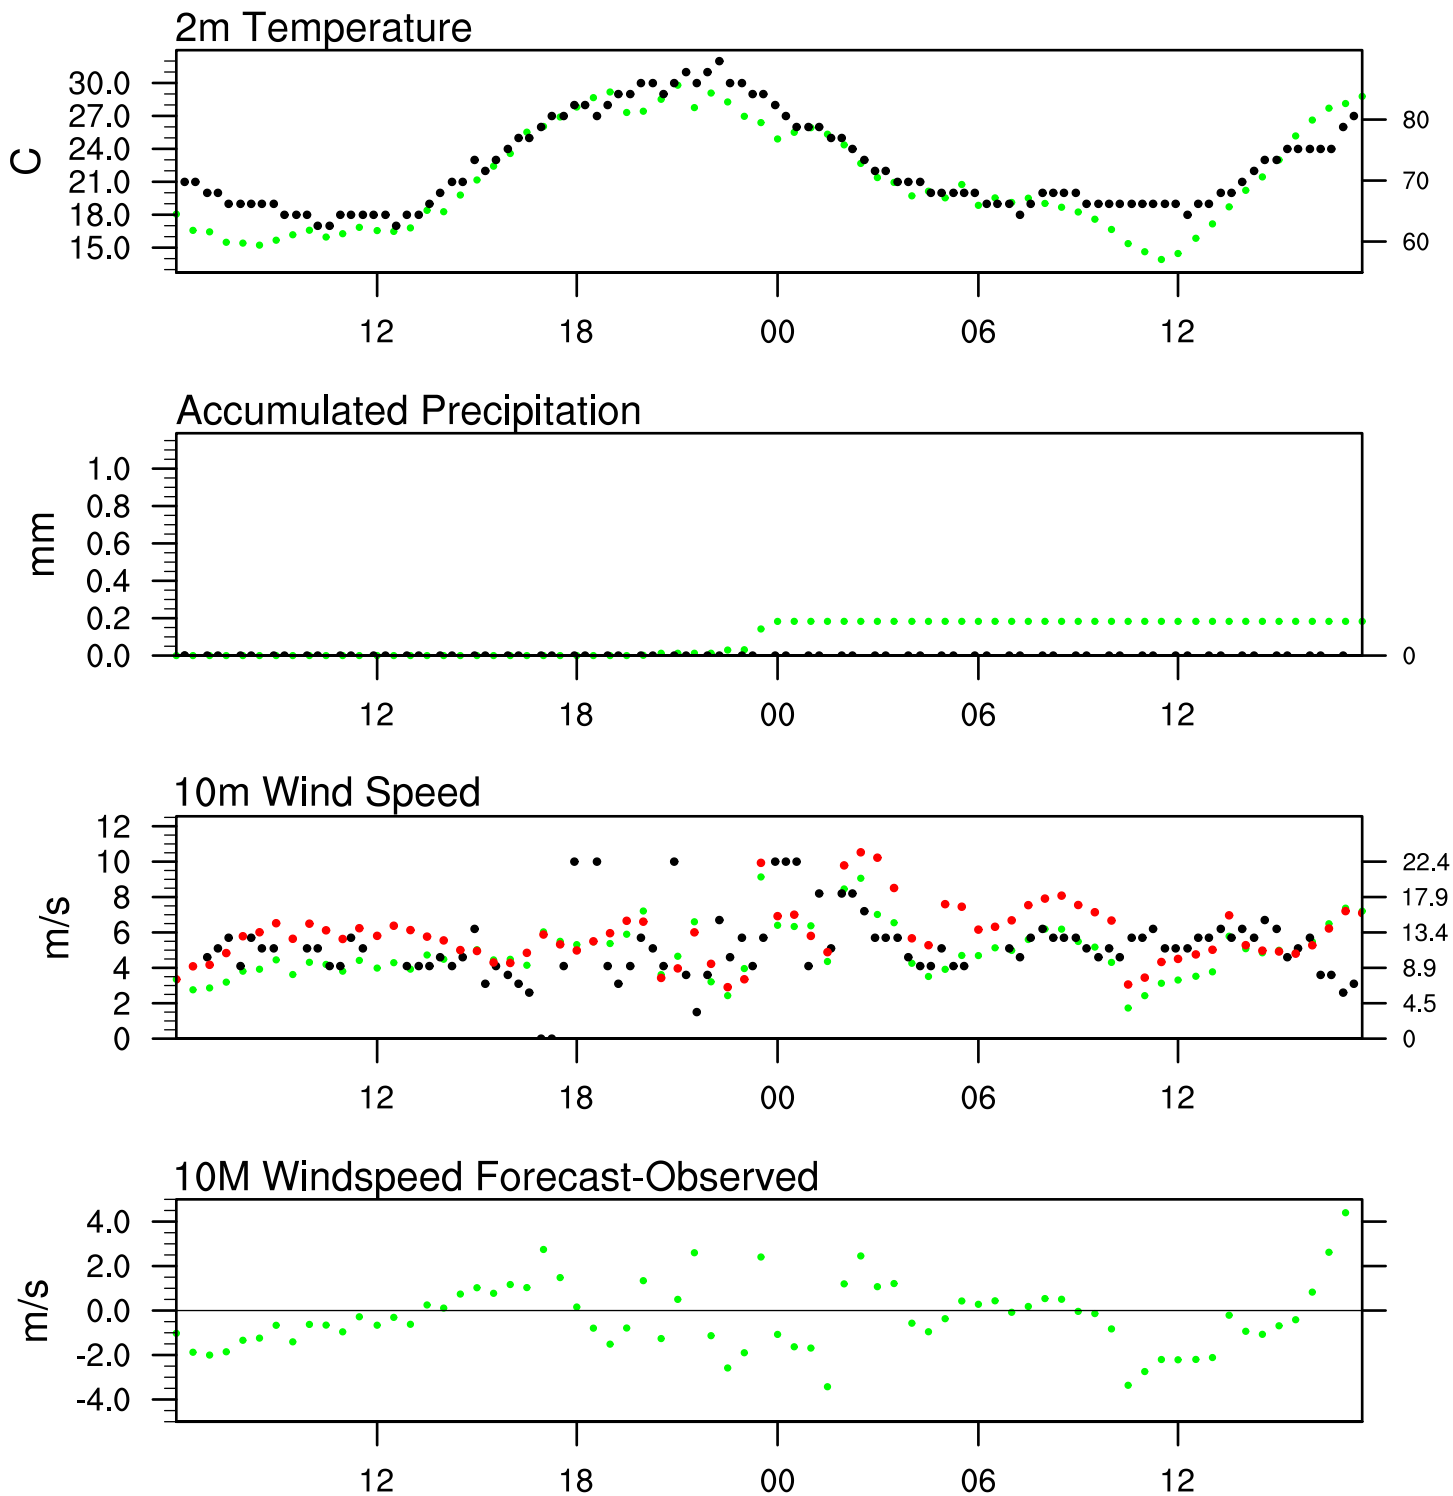 2m Temperature
30.0
27.0
24.0
21.0
18.0
15.0
C
80
70
60
12 18 00 06 12
Accumulated Precipitation
1.0
0.8
0.6
0.4
0.2
0.0
mm
0
12 18 00 06 12
10m Wind Speed
12
10
8
6
4
2
0
m/s
22.4
17.9
13.4
8.9
4.5
0
12 18 00 06 12
10M Windspeed Forecast-Observed
4.0
2.0
0.0
-2.0
-4.0
m/s
12 18 00 06 12